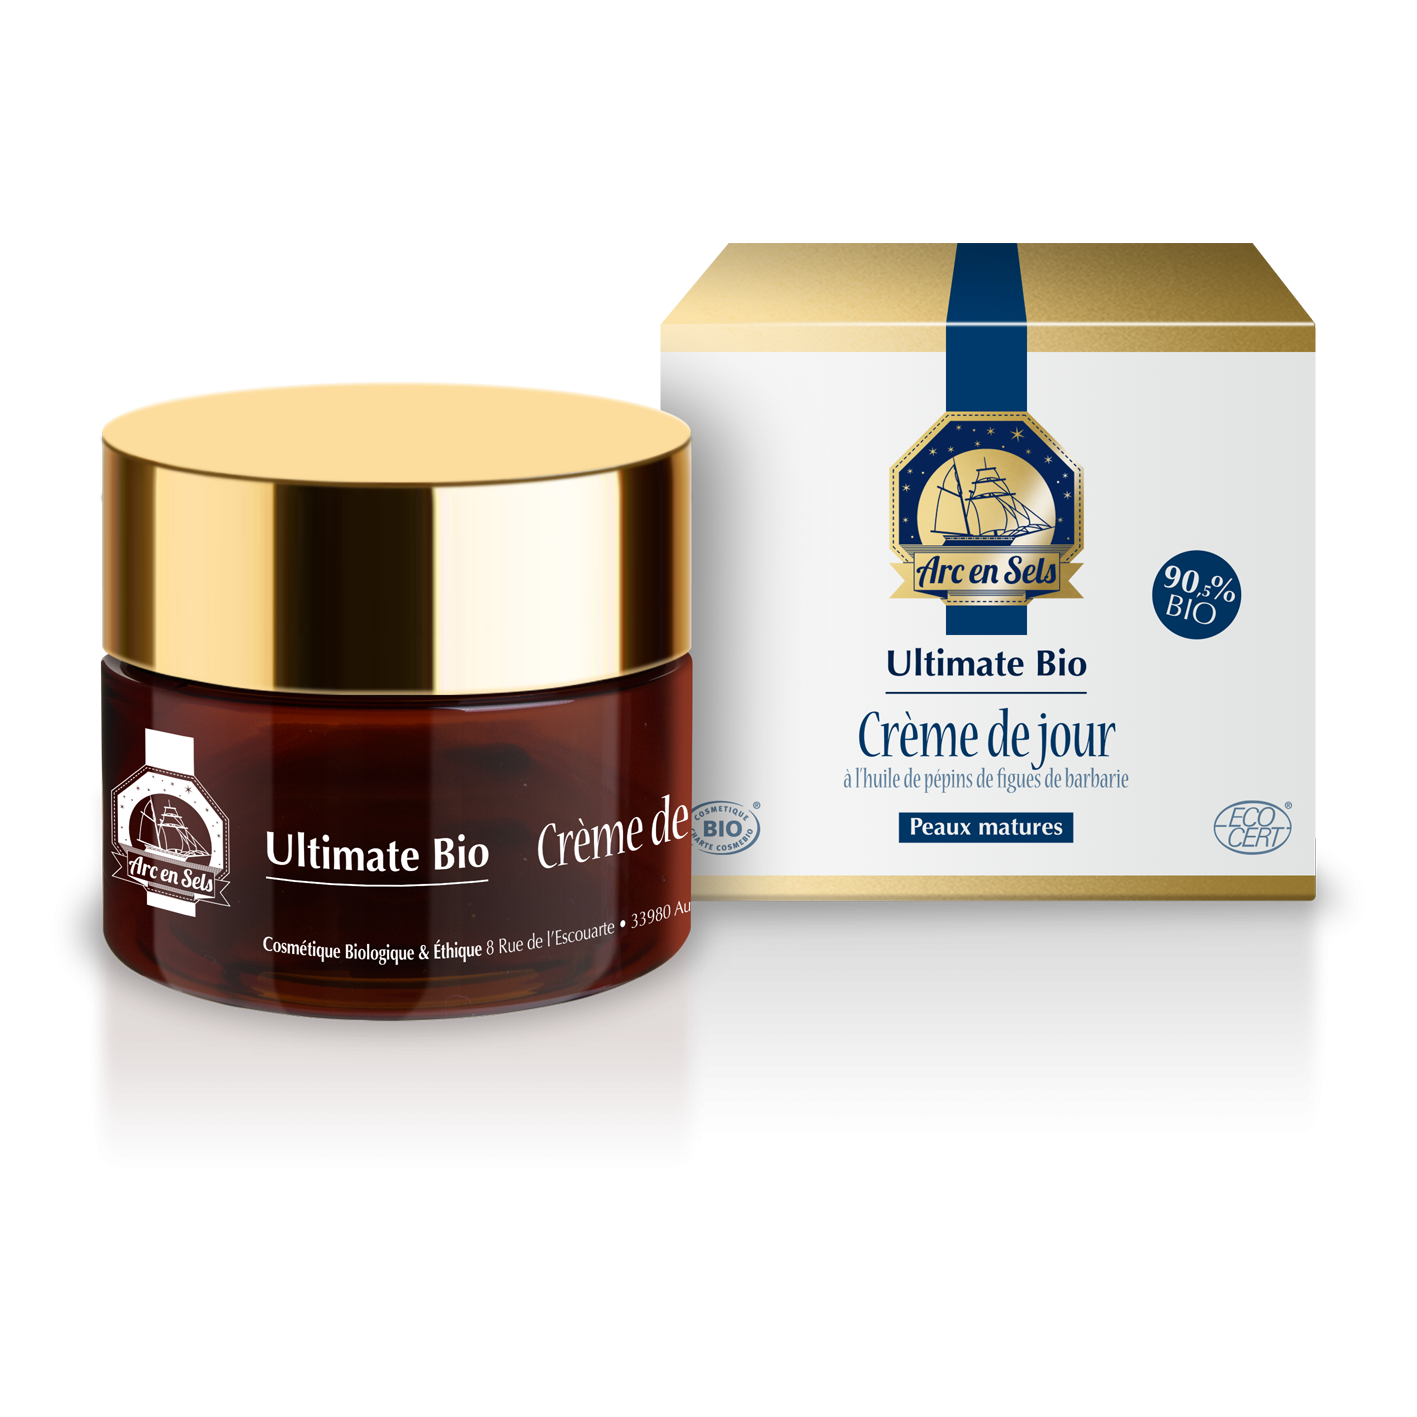 Arc en Sels
Ultimate Bio
Crème de
Cosmétique Biologique & Éthique 8 Rue de l'Escouarte • 33980 Au
Arc en Sels
90,5%
BIO
Ultimate Bio
Crème de jour
à l'huile de pépins de figues de barbarie
Peaux matures
COSMETIQUE ®
BIO
CHARTE COSMEBIO
ECO ®
CERT